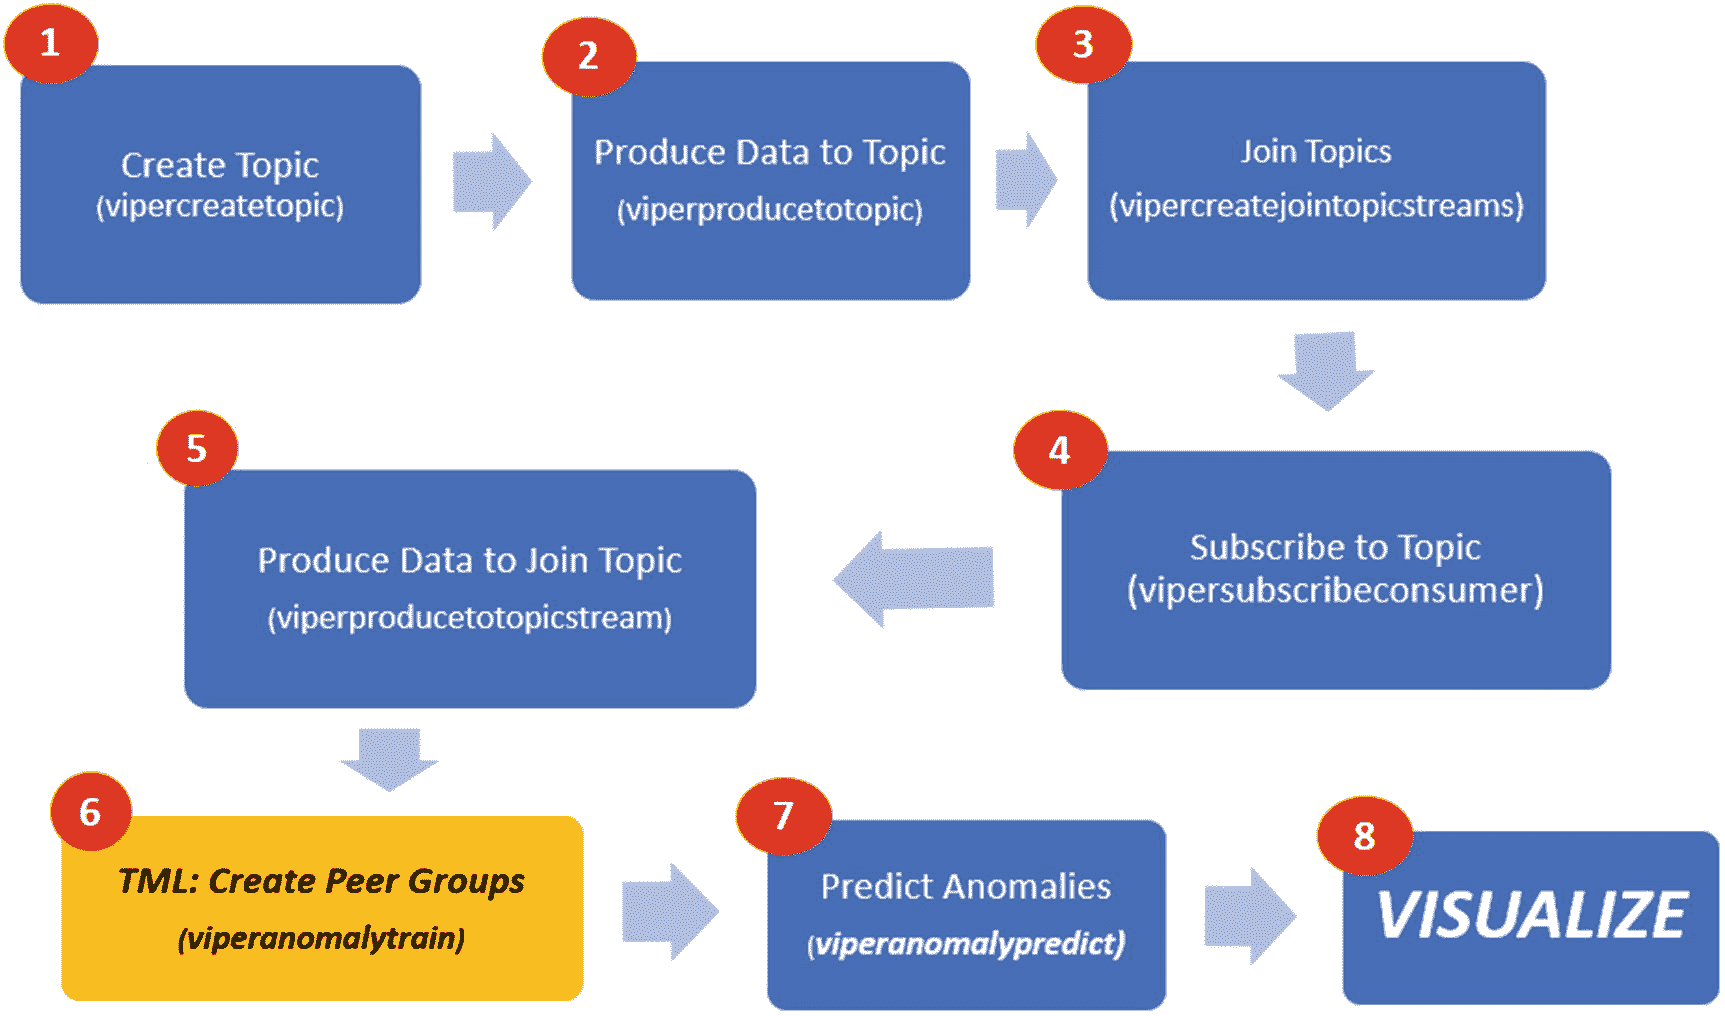 1
Create Topic
(vipercreatetopic)
2
Produce Data to Topic
(viperproducetotopic)
3
Join Topics
(vipercreatejointopicstreams)
4
Subscribe to Topic
(vipersubscribeconsumer)
5
Produce Data to Join Topic
(viperproducetotopicstream)
6
TML: Create Peer Groups
(viperanomalytrain)
7
Predict Anomalies
(viperanomalypredict)
8
VISUALIZE